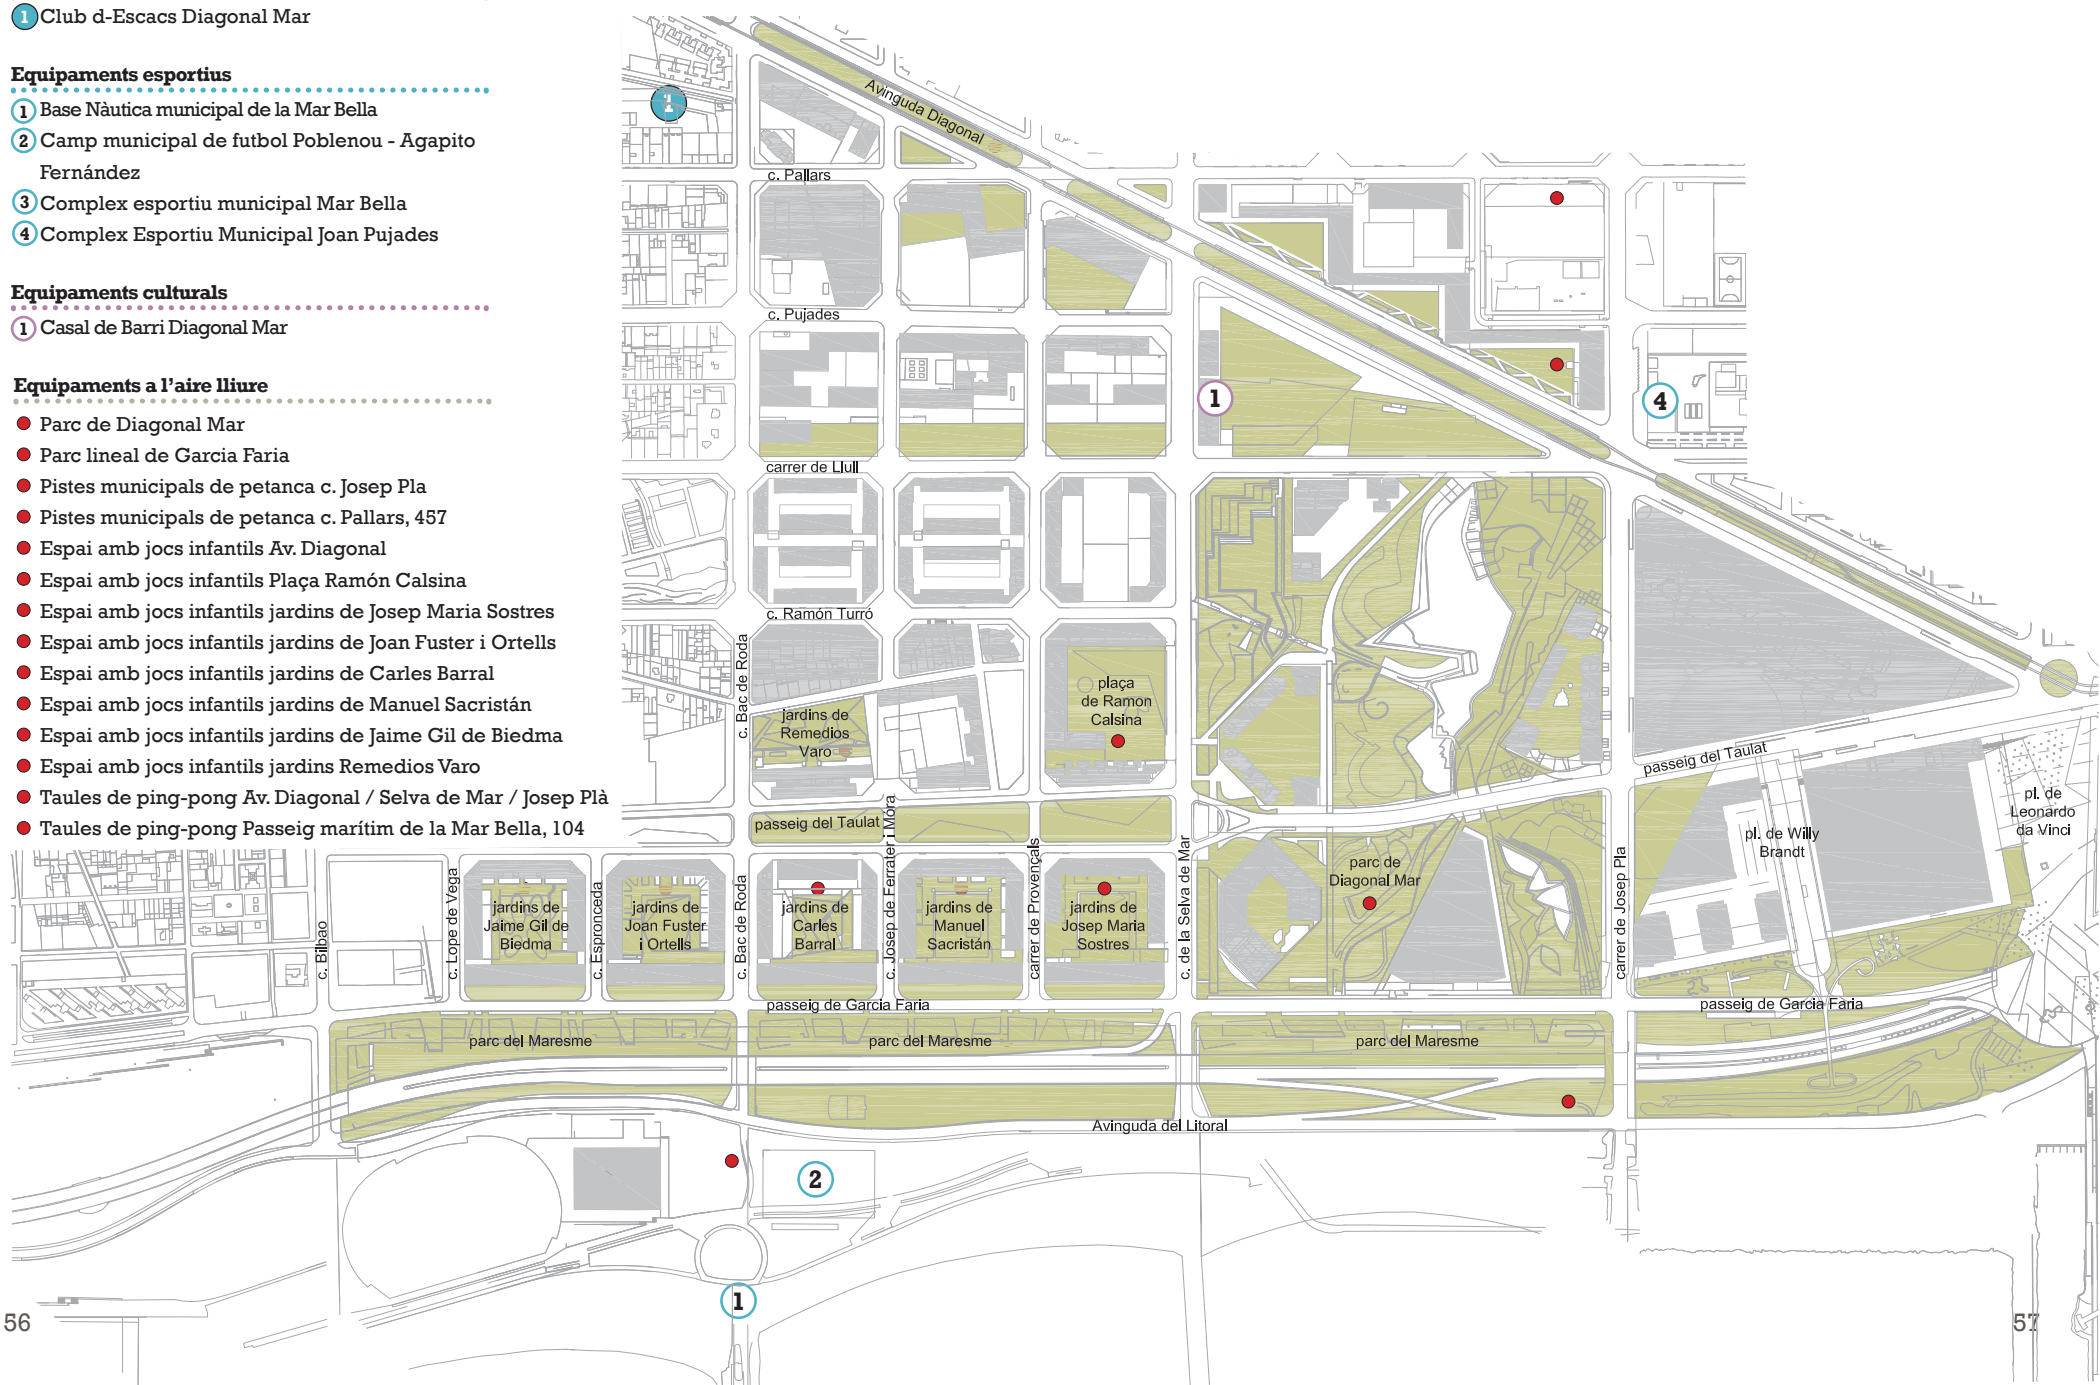 1 Club d-Escacs Diagonal Mar
Equipaments esportius
1 Base Nàutica municipal de la Mar Bella
2 Camp municipal de futbol Poblenou - Agapito
Fernández
3 Complex esportiu municipal Mar Bella
4 Complex Esportiu Municipal Joan Pujades
Equipaments culturals
1 Casal de Barri Diagonal Mar
Equipaments a l’aire lliure
Parc de Diagonal Mar
Parc lineal de Garcia Faria
Pistes municipals de petanca c. Josep Pla
Pistes municipals de petanca c. Pallars, 457
Espai amb jocs infantils Av. Diagonal
Espai amb jocs infantils Plaça Ramón Calsina
Espai amb jocs infantils jardins de Josep Maria Sostres
Espai amb jocs infantils jardins de Joan Fuster i Ortells
Espai amb jocs infantils jardins de Carles Barral
Espai amb jocs infantils jardins de Manuel Sacristán
Espai amb jocs infantils jardins de Jaime Gil de Biedma
Espai amb jocs infantils jardins Remedios Varo
Taules de ping-pong Av. Diagonal / Selva de Mar / Josep Plà
Taules de ping-pong Passeig marítim de la Mar Bella, 104
1
Avinguda Diagonal
c. Pallars
c. Pujades
1
4
carrer de Llull
c. Ramón Turró
c. Bac de Roda
jardins de
Remedios
Varo
plaça
de Ramon
Calsina
passeig del Taulat
pl. de
Leonardo
da Vinci
pl. de Willy
Brandt
passeig del Taulat
c. Bilbao
c. Lope de Vega
jardins de
Jaime Gil de
Biedma
c. Espronceda
jardins de
Joan Fuster
i Ortells
c. Bac de Roda
jardins de
Carles
Barral
c. Josep de Ferrater i Mora
jardins de
Manuel
Sacristán
carrer de Provençals
jardins de
Josep Maria
Sostres
c. de la Selva de Mar
parc de
Diagonal Mar
carrer de Josep Pla
passeig de Garcia Faria
passeig de Garcia Faria
parc del Maresme
parc del Maresme
parc del Maresme
Avinguda del Litoral
2
1
56
57